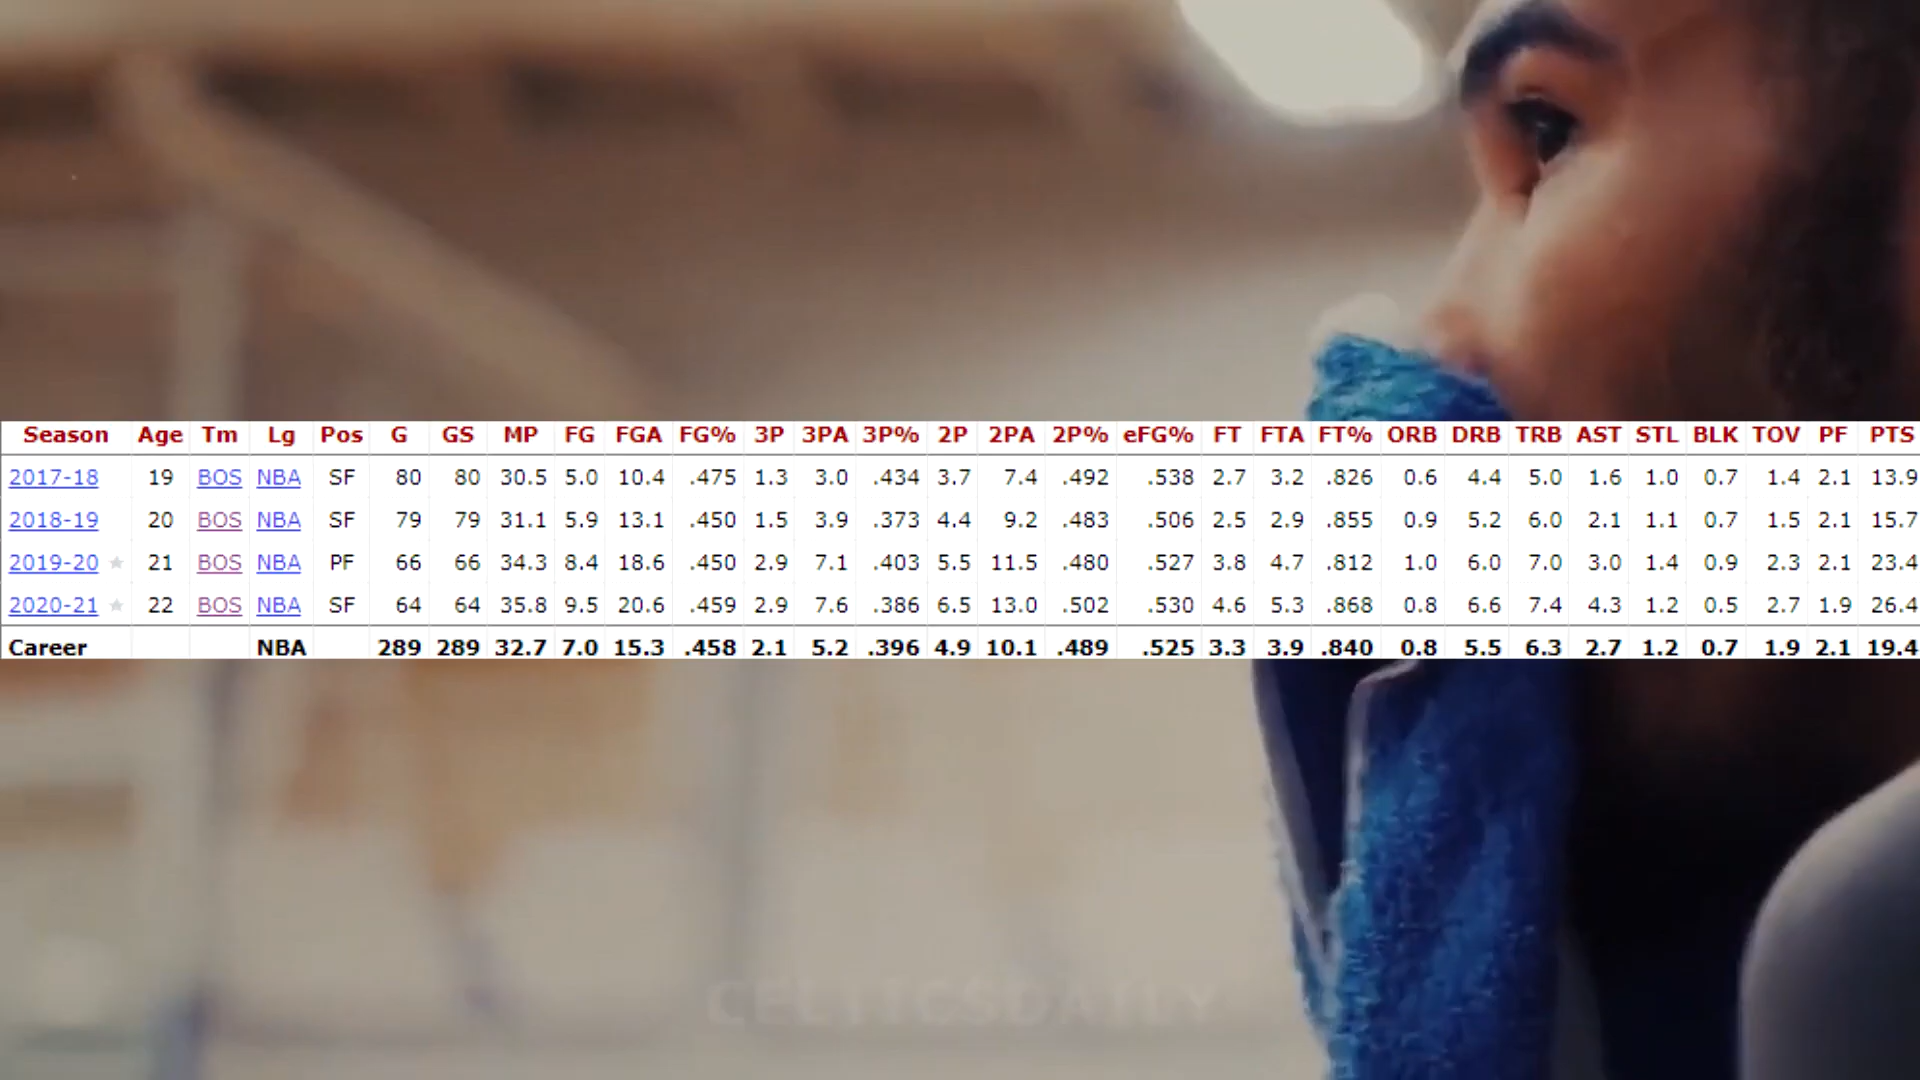 Season Age Tm Lg Pos G GS MP FG FGA FG% 3P 3PA 3P% 2P 2PA 2P% eFG% FT FTA FT% ORB DRB TRB AST STL BLK TOV PF PTS
2017-18 19 BOS NBA SF 80 80 30.5 5.0 10.4 .475 1.3 3.0 .434 3.7 7.4 .492 .538 2.7 3.2 .826 0.6 4.4 5.0 1.6 1.0 0.7 1.4 2.1 13.9
2018-19 20 BOS NBA SF 79 79 31.1 5.9 13.1 .450 1.5 3.9 .373 4.4 9.2 .483 .506 2.5 2.9 .855 0.9 5.2 6.0 2.1 1.1 0.7 1.5 2.1 15.7
2019-20 ★ 21 BOS NBA PF 66 66 34.3 8.4 18.6 .450 2.9 7.1 .403 5.5 11.5 .480 .527 3.8 4.7 .812 1.0 6.0 7.0 3.0 1.4 0.9 2.3 2.1 23.4
2020-21 ★ 22 BOS NBA SF 64 64 35.8 9.5 20.6 .459 2.9 7.6 .386 6.5 13.0 .502 .530 4.6 5.3 .868 0.8 6.6 7.4 4.3 1.2 0.5 2.7 1.9 26.4
Career NBA 289 289 32.7 7.0 15.3 .458 2.1 5.2 .396 4.9 10.1 .489 .525 3.3 3.9 .840 0.8 5.5 6.3 2.7 1.2 0.7 1.9 2.1 19.4
CELTICSDAILY